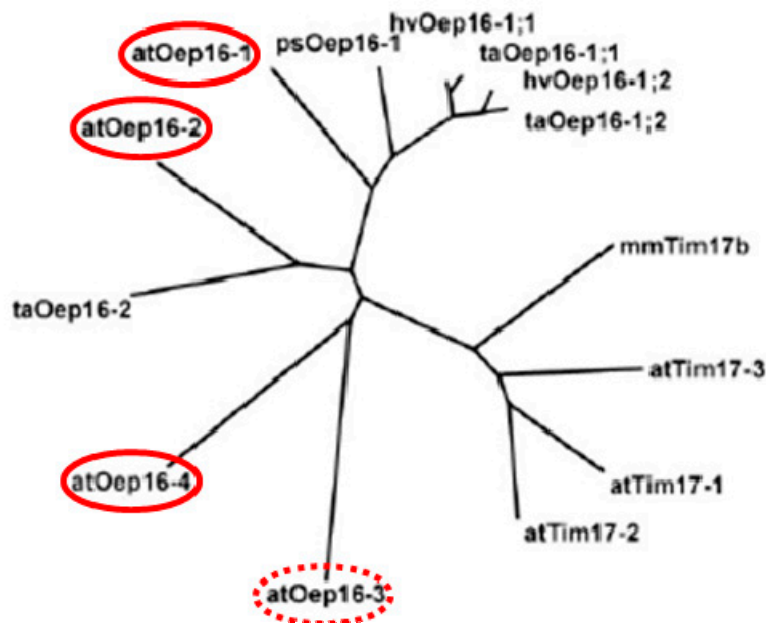 hvOep16-1;1
atOep16-1
psOep16-1
taOep16-1;1
hvOep16-1;2
atOep16-2
taOep16-1;2
mmTim17b
taOep16-2
atTim17-3
atOep16-4
atTim17-1
atTim17-2
atOep16-3